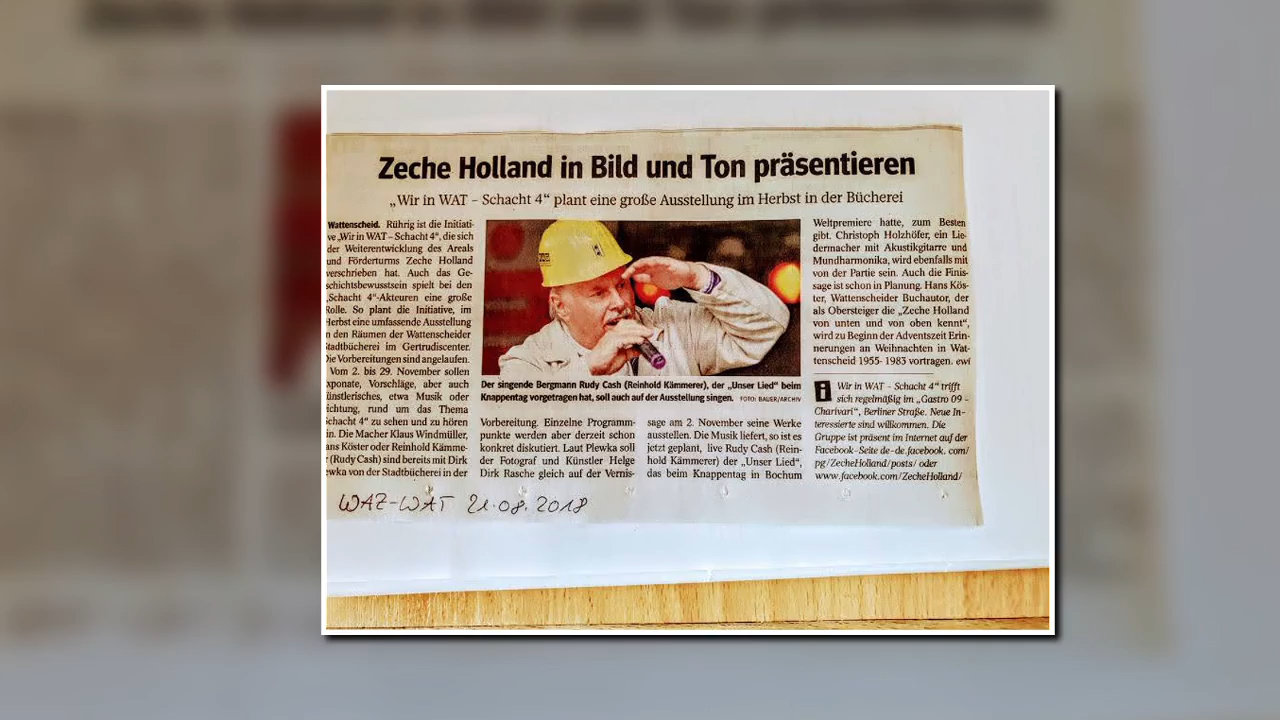 Zeche Holland in Bild und Ton präsentieren
„Wir in WAT – Schacht 4“ plant eine große Ausstellung im Herbst in der Bücherei
Wattenscheid. Rührig ist die Initiati-
ve „Wir in WAT – Schacht 4“, die sich
der Weiterentwicklung des Areals
und Förderturms Zeche Holland
verschrieben hat. Auch das Ge-
schichtsbewusstsein spielt bei den
„Schacht 4“-Akteuren eine große
Rolle. So plant die Initiative, im
Herbst eine umfassende Ausstellung
in den Räumen der Wattenscheider
Stadtbücherei im Gertrudiscenter.
Die Vorbereitungen sind angelaufen.
Vom 2. bis 29. November sollen
xponate, Vorschläge, aber auch
ünstlerisches, etwa Musik oder
ichtung, rund um das Thema
chacht 4“ zu sehen und zu hören
in. Die Macher Klaus Windmüller,
ans Köster oder Reinhold Kämme-
r (Rudy Cash) sind bereits mit Dirk
ewka von der Stadtbücherei in der
Der singende Bergmann Rudy Cash (Reinhold Kämmerer), der „Unser Lied“ beim
Knappentag vorgetragen hat, soll auch auf der Ausstellung singen. FOTO: BAUER/ARCHIV
Vorbereitung. Einzelne Programm-
punkte werden aber derzeit schon
konkret diskutiert. Laut Plewka soll
der Fotograf und Künstler Helge
Dirk Rasche gleich auf der Vernis-
sage am 2. November seine Werke
ausstellen. Die Musik liefert, so ist es
jetzt geplant, live Rudy Cash (Rein-
hold Kämmerer) der „Unser Lied“,
das beim Knappentag in Bochum
Weltpremiere hatte, zum Besten
gibt. Christoph Holzhöfer, ein Lie-
dermacher mit Akustikgitarre und
Mundharmonika, wird ebenfalls mit
von der Partie sein. Auch die Finis-
sage ist schon in Planung. Hans Kös-
ter, Wattenscheider Buchautor, der
als Obersteiger die „Zeche Holland
von unten und von oben kennt“,
wird zu Beginn der Adventszeit Erin-
nerungen an Weihnachten in Wat-
tenscheid 1955- 1983 vortragen. ewf
i Wir in WAT – Schacht 4“ trifft
sich regelmäßig im „Gastro 09 -
Charivari“, Berliner Straße. Neue In-
teressierte sind willkommen. Die
Gruppe ist präsent im Internet auf der
Facebook-Seite de-de.facebook. com/
pg/ZecheHolland/posts/ oder
www.facebook.com/ZecheHolland/
WAZ-WAT 21.08.2018